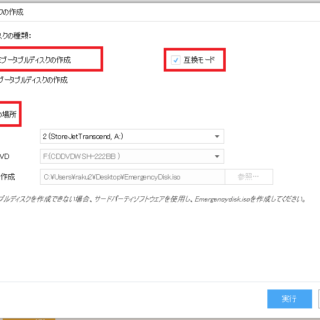 クの作成
スクの種類:
ブータブルディスクの作成
互換モード
ブータブルディスクの作成
の場所
2 (StoreJetTranscend, A:)
VD
F:(CDDVDW SH-222BB )
作成
C:¥Users¥raku2¥Desktop¥EmergencyDisk.iso
参照...
ブルディスクを作成できない場合、サードパーティソフトウェアを使用し、Emergencydisk.isoを作成してください。
実行